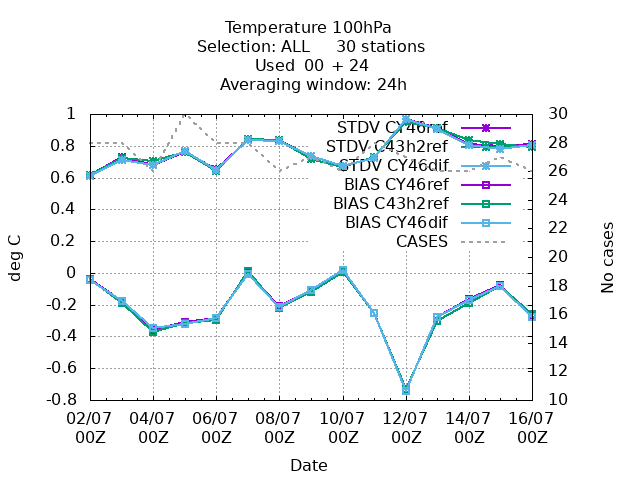 Temperature 100hPa
Selection: ALL 30 stations
Used 00 + 24
Averaging window: 24h
1
0.8
0.6
0.4
0.2
0
-0.2
-0.4
-0.6
-0.8
deg C
30
28
26
24
22
20
18
16
14
12
10
No cases
STDV CY46ref
STDV C43h2ref
STDV CY46dif
BIAS CY46ref
BIAS C43h2ref
BIAS CY46dif
CASES
02/07 04/07 06/07 08/07 10/07 12/07 14/07 16/07
00Z 00Z 00Z 00Z 00Z 00Z 00Z 00Z
Date